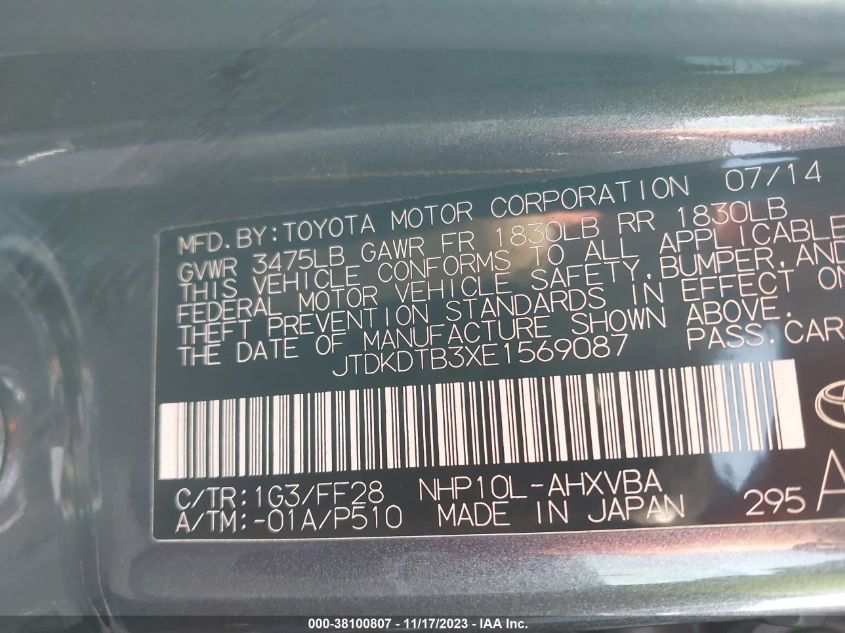 MFD. BY: TOYOTA MOTOR CORPORATION 07/14
GVWR 3475LB GAWR FR 1830LB RR 1830LB
THIS VEHICLE CONFORMS TO ALL APPLICABLE
FEDERAL MOTOR VEHICLE SAFETY, BUMPER, AND
THEFT PREVENTION STANDARDS IN EFFECT ON
THE DATE OF MANUFACTURE SHOWN ABOVE.
JTDKDTB3XE1569087 PASS. CAR
C/TR: 1G3/FF28 NHP10L-AHXVBA
A/TM: -01A/P510 MADE IN JAPAN 295 A
000-38100807 - 11/17/2023 - IAA Inc.